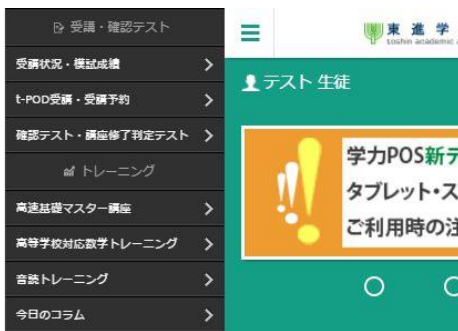 受講・確認テスト
受講状況・模試成績
t-POD受講・受講予約
確認テスト・講座修了判定テスト
トレーニング
高速基礎マスター講座
高等学校対応数学トレーニング
音読トレーニング
今日のコラム
東進学
toshin academic
テスト 生徒
学力POS新テ
タブレット・ス
ご利用時の注